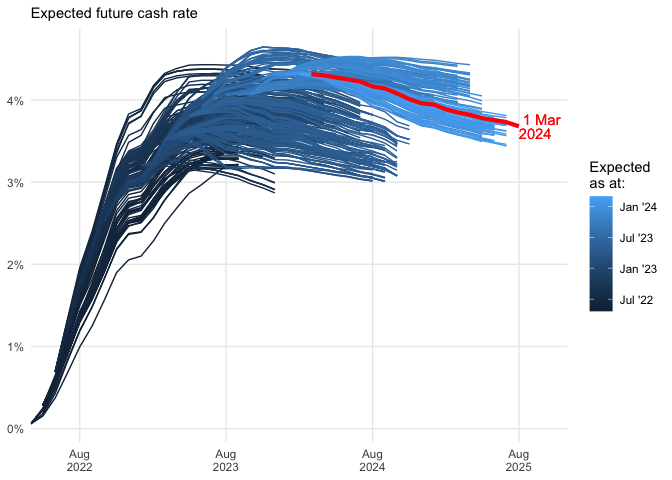 Expected future cash rate
4%
3%
2%
1%
0%
1 Mar
2024
Expected
as at:
Jan '24
Jul '23
Jan '23
Jul '22
Aug
2022
Aug
2023
Aug
2024
Aug
2025